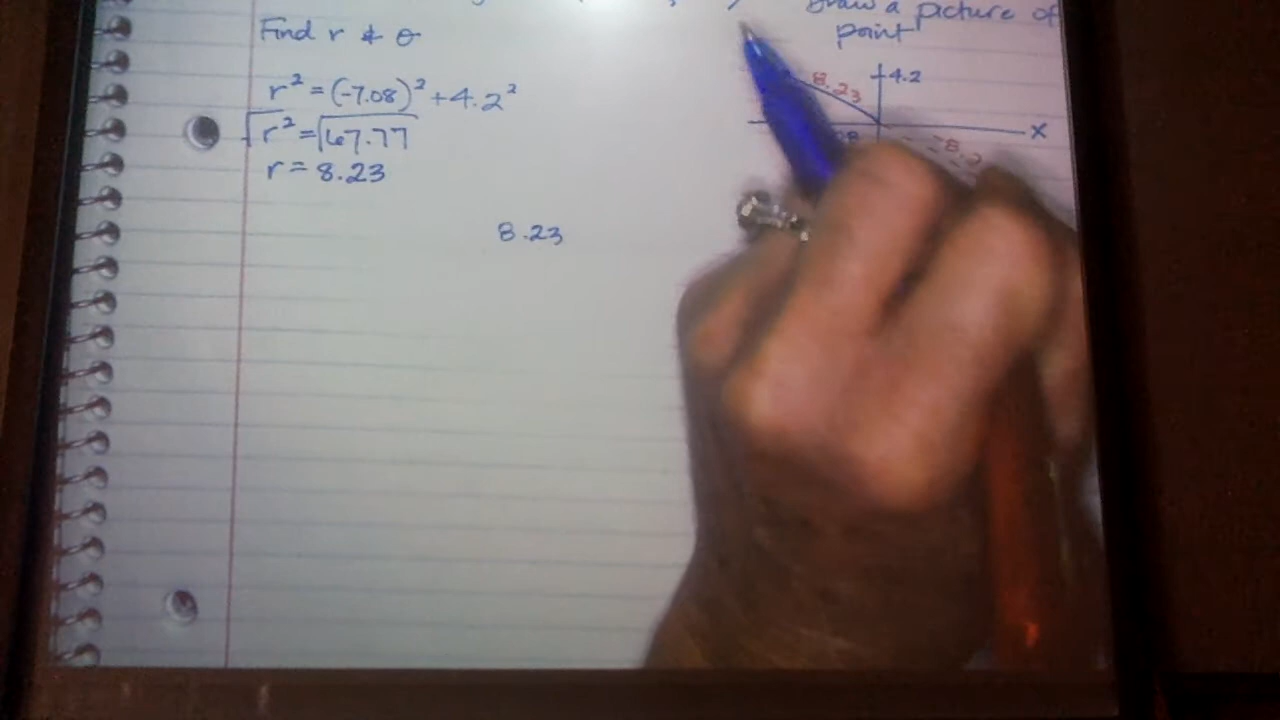 Draw a picture of
Find r & θ
point
r² = (-7.08)² + 4.2²
√r² = √67.77
r = 8.23
8.23
4.2
8.23
x